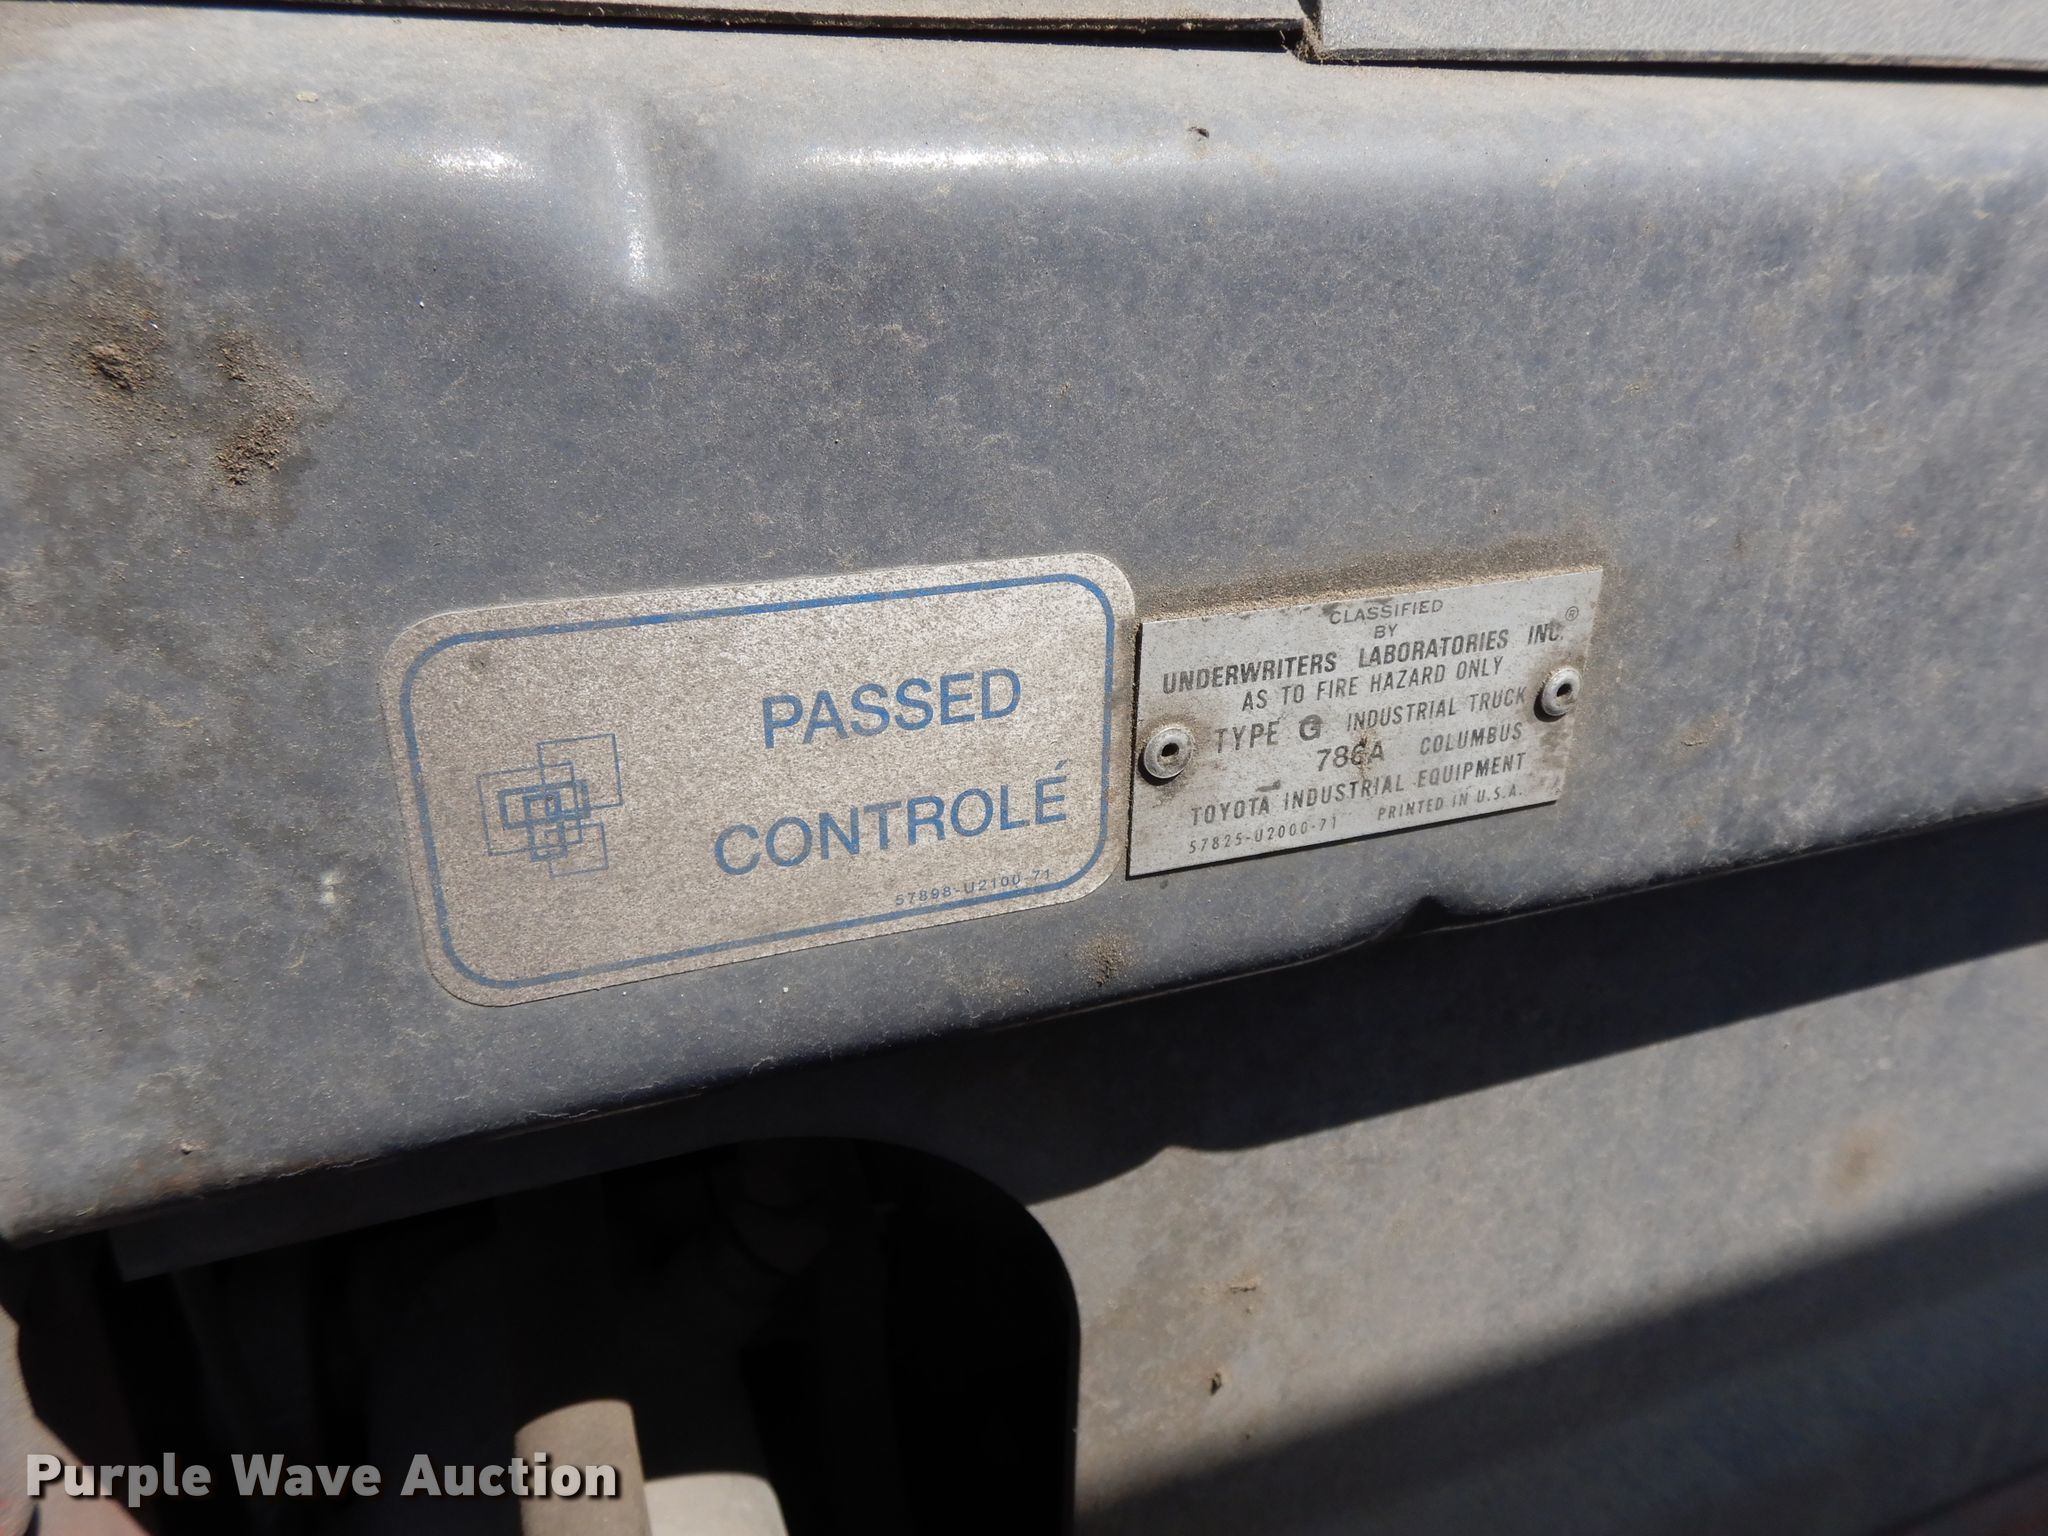 PASSED
CONTROLÉ
57898-U2100-71
CLASSIFIED
BY
UNDERWRITERS LABORATORIES INC.®
AS TO FIRE HAZARD ONLY
TYPE G INDUSTRIAL TRUCK
COLUMBUS
TOYOTA INDUSTRIAL EQUIPMENT
57825-U2000-71 PRINTED IN U.S.A.
Purple Wave Auction